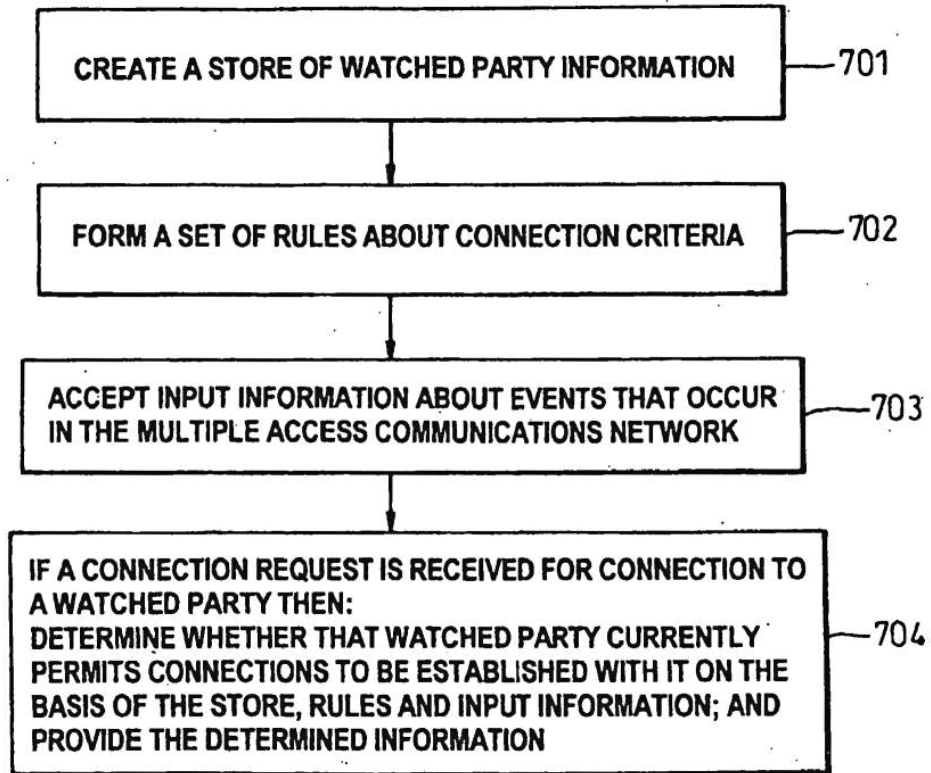 CREATE A STORE OF WATCHED PARTY INFORMATION
701
FORM A SET OF RULES ABOUT CONNECTION CRITERIA
702
ACCEPT INPUT INFORMATION ABOUT EVENTS THAT OCCUR
IN THE MULTIPLE ACCESS COMMUNICATIONS NETWORK
703
IF A CONNECTION REQUEST IS RECEIVED FOR CONNECTION TO
A WATCHED PARTY THEN:
DETERMINE WHETHER THAT WATCHED PARTY CURRENTLY
PERMITS CONNECTIONS TO BE ESTABLISHED WITH IT ON THE
BASIS OF THE STORE, RULES AND INPUT INFORMATION; AND
PROVIDE THE DETERMINED INFORMATION
704